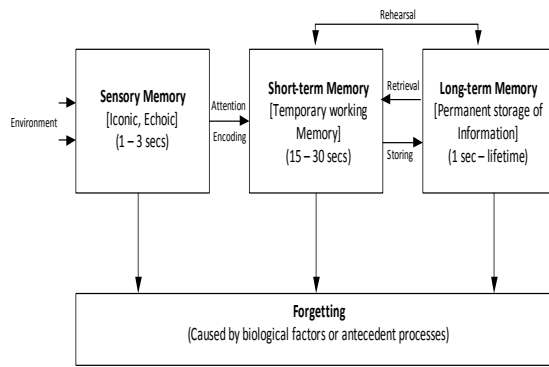 Rehearsal
Environment
Sensory Memory
[Iconic, Echoic]
(1 – 3 secs)
Attention
Encoding
Short-term Memory
[Temporary working
Memory]
(15 – 30 secs)
Retrieval
Storing
Long-term Memory
[Permanent storage of
Information]
(1 sec – lifetime)
Forgetting
(Caused by biological factors or antecedent processes)